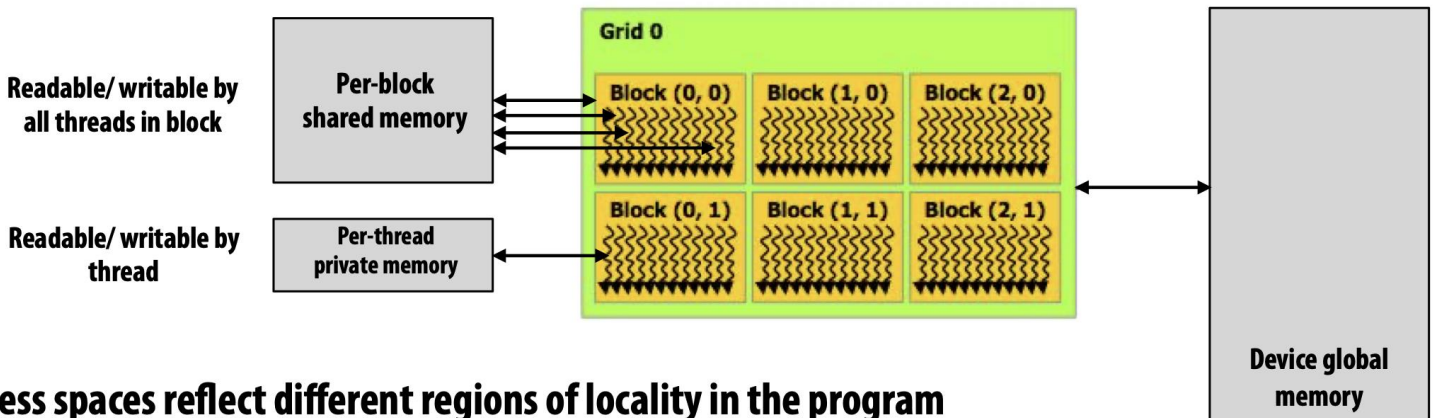 Readable/ writable by
all threads in block
Per-block
shared memory
Grid 0
Block (0, 0)
Block (1, 0)
Block (2, 0)
Readable/ writable by
thread
Per-thread
private memory
Block (0, 1)
Block (1, 1)
Block (2, 1)
Device global
memory
ess spaces reflect different regions of locality in the program